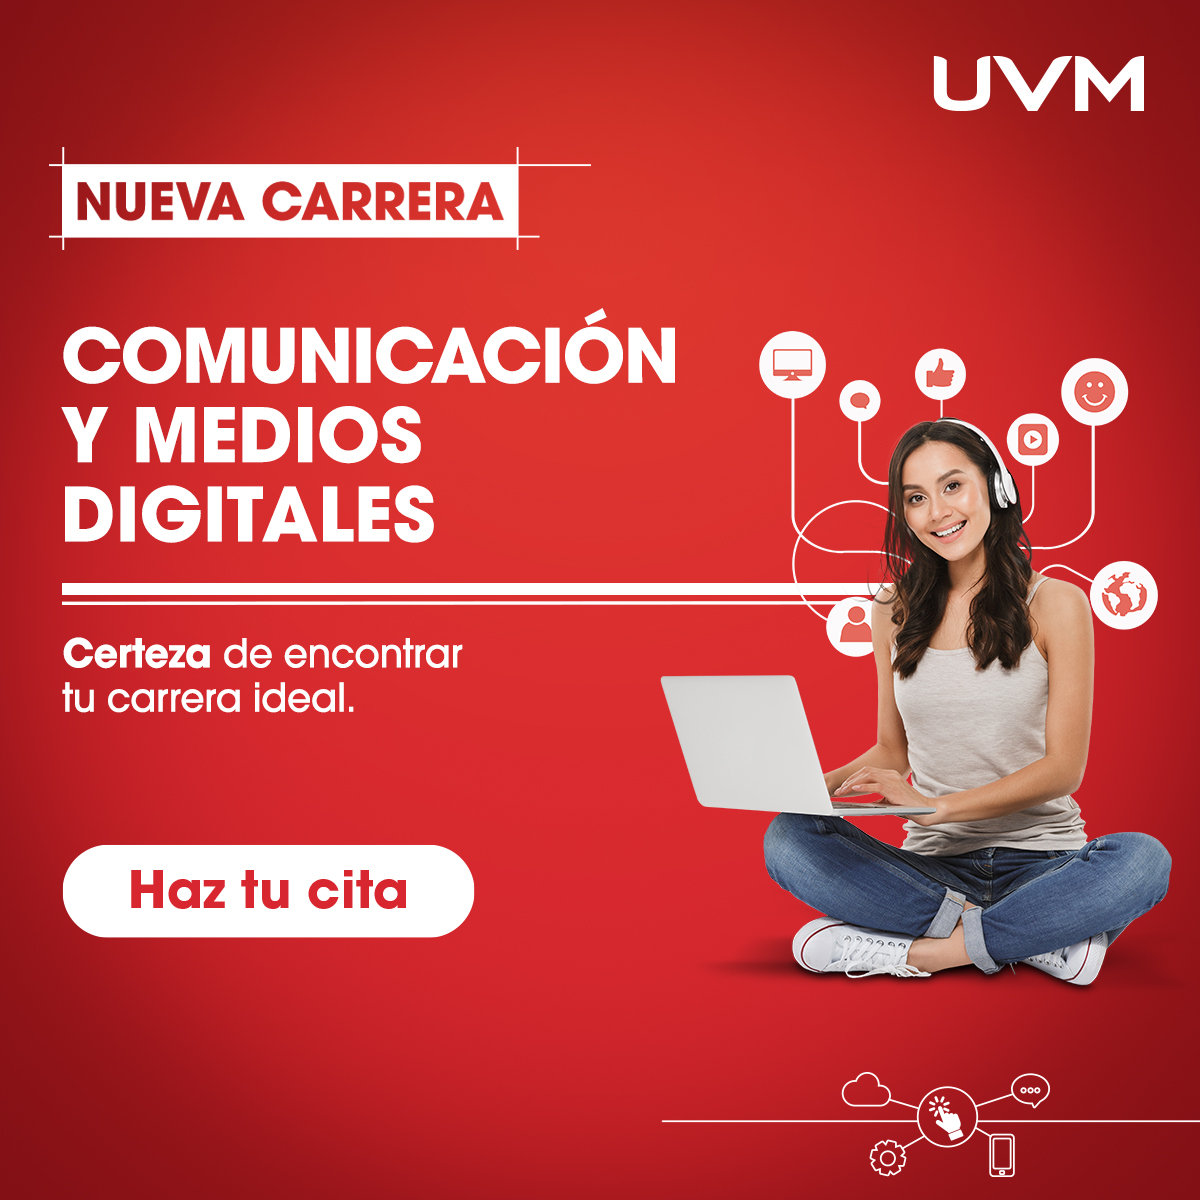 UVM
NUEVA CARRERA
COMUNICACIÓN
Y MEDIOS
DIGITALES
Certeza de encontrar
tu carrera ideal.
Haz tu cita